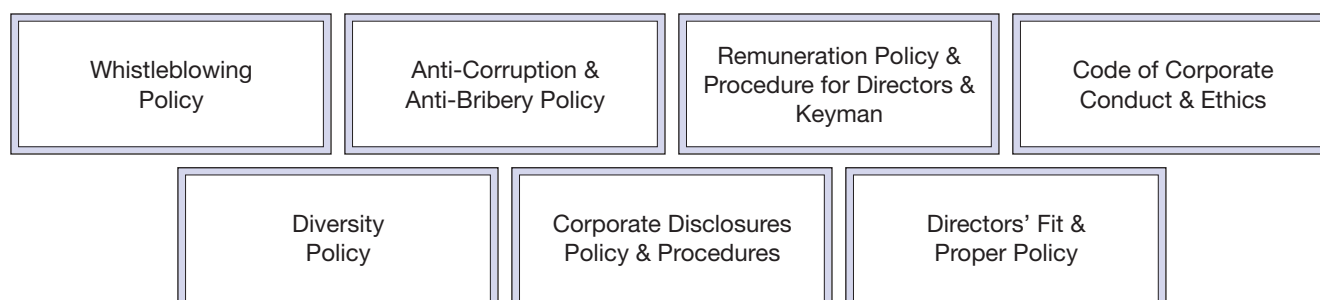 Whistleblowing
Policy
Anti-Corruption &
Anti-Bribery Policy
Remuneration Policy &
Procedure for Directors &
Keyman
Code of Corporate
Conduct & Ethics
Diversity
Policy
Corporate Disclosures
Policy & Procedures
Directors’ Fit &
Proper Policy